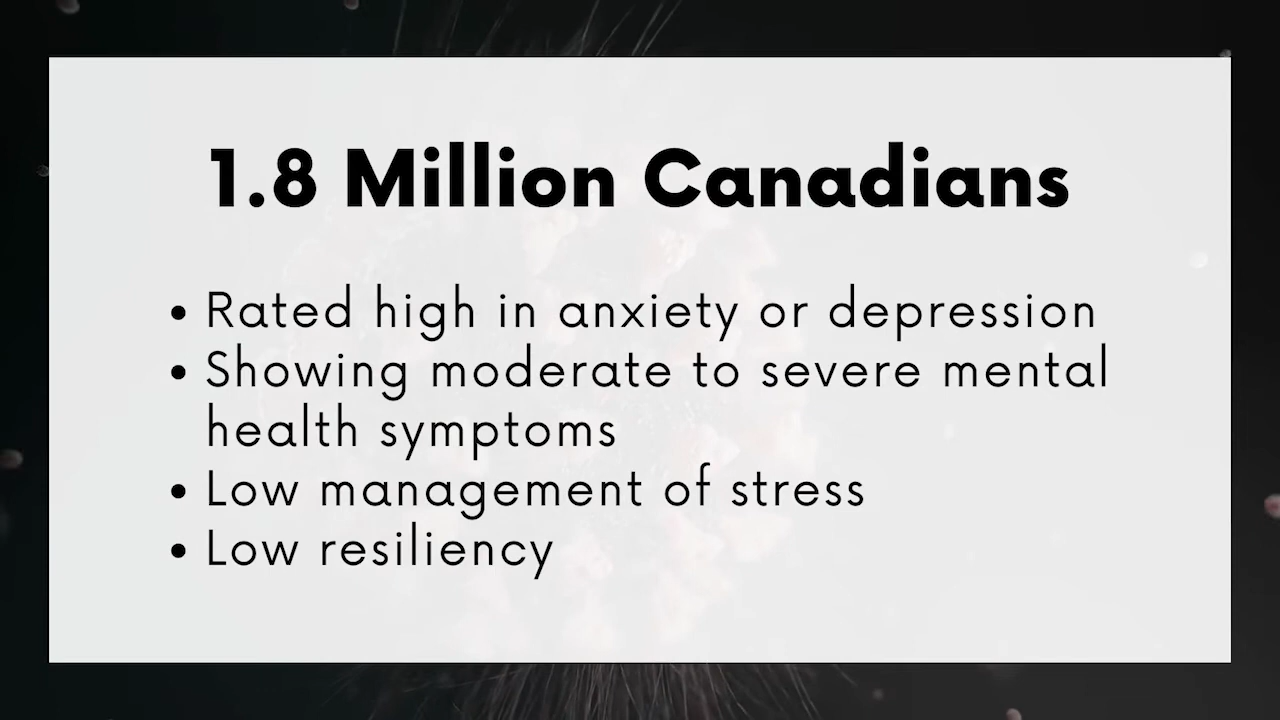 1.8 Million Canadians
• Rated high in anxiety or depression
• Showing moderate to severe mental
health symptoms
• Low management of stress
• Low resiliency